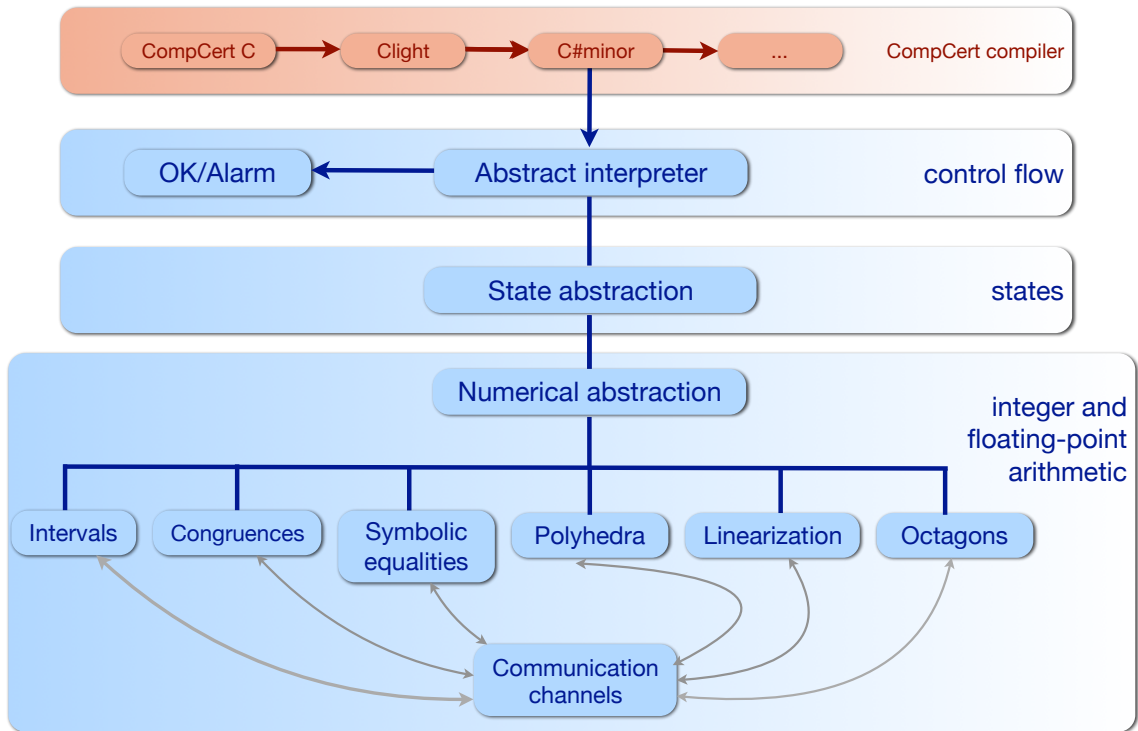 CompCert C
Clight
C#minor
...
CompCert compiler
OK/Alarm
Abstract interpreter
control flow
State abstraction
states
Numerical abstraction
integer and
floating-point
arithmetic
Intervals
Congruences
Symbolic
equalities
Polyhedra
Linearization
Octagons
Communication
channels